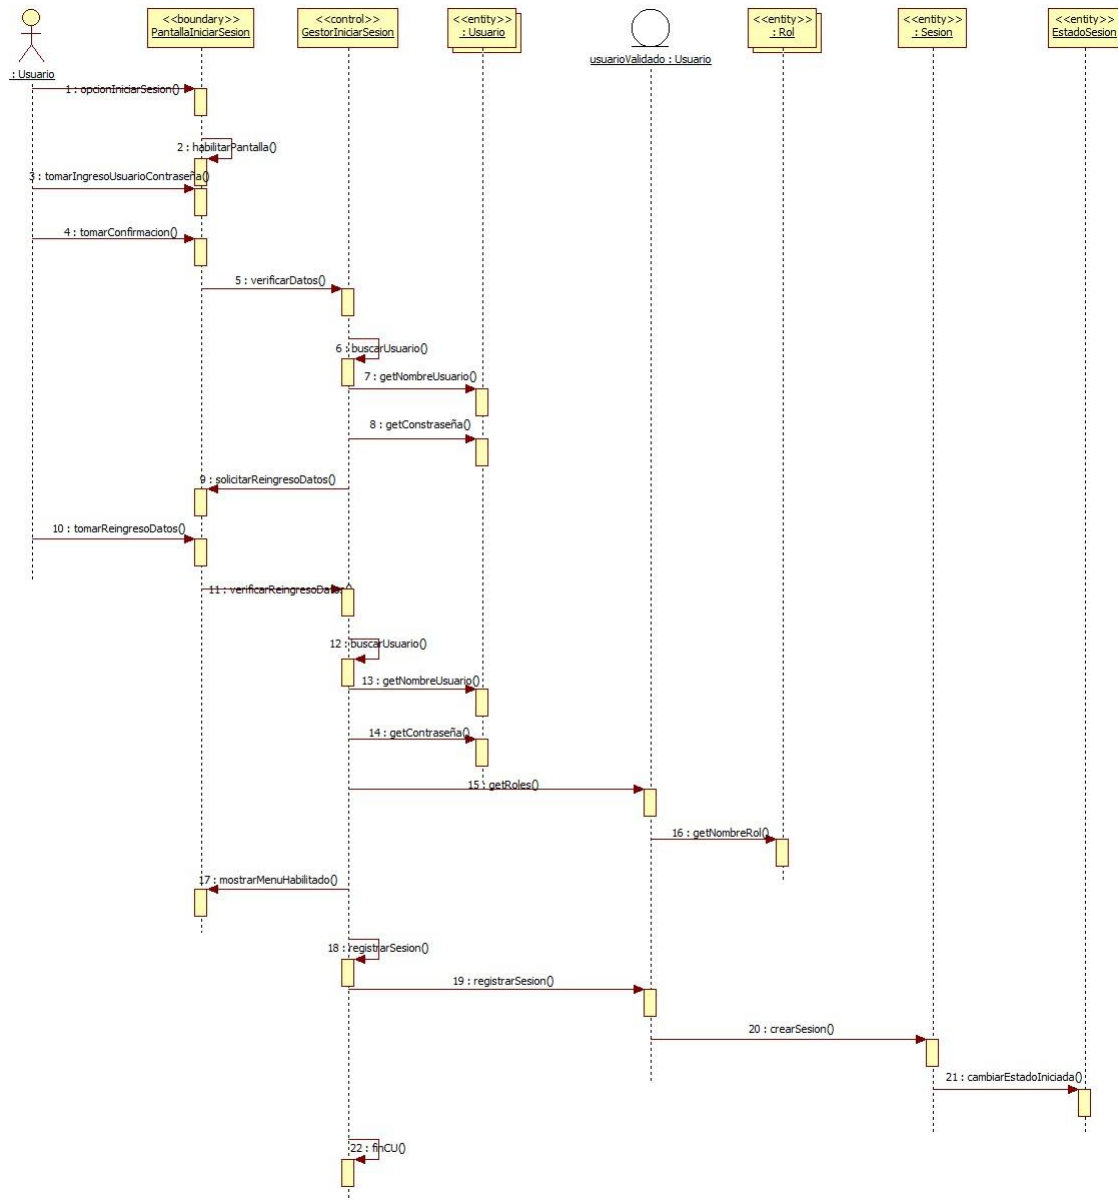 <<boundary>>
PantallaIniciarSesion
<<control>>
GestorIniciarSesion
<<entity>>
: Usuario
usuarioValidado : Usuario
<<entity>>
: Rol
<<entity>>
: Sesion
<<entity>>
EstadoSesion
: Usuario
1 : opcionIniciarSesion()
2 : habilitarPantalla()
3 : tomarIngresoUsuarioContraseña()
4 : tomarConfirmacion()
5 : verificarDatos()
6 : buscarUsuario()
7 : getNombreUsuario()
8 : getConstraseña()
9 : solicitarReingresoDatos()
10 : tomarReingresoDatos()
11 : verificarReingresoDatos()
12 : buscarUsuario()
13 : getNombreUsuario()
14 : getContraseña()
15 : getRoles()
16 : getNombreRol()
17 : mostrarMenuHabilitado()
18 : registrarSesion()
19 : registrarSesion()
20 : crearSesion()
21 : cambiarEstadoIniciada()
22 : finCU()